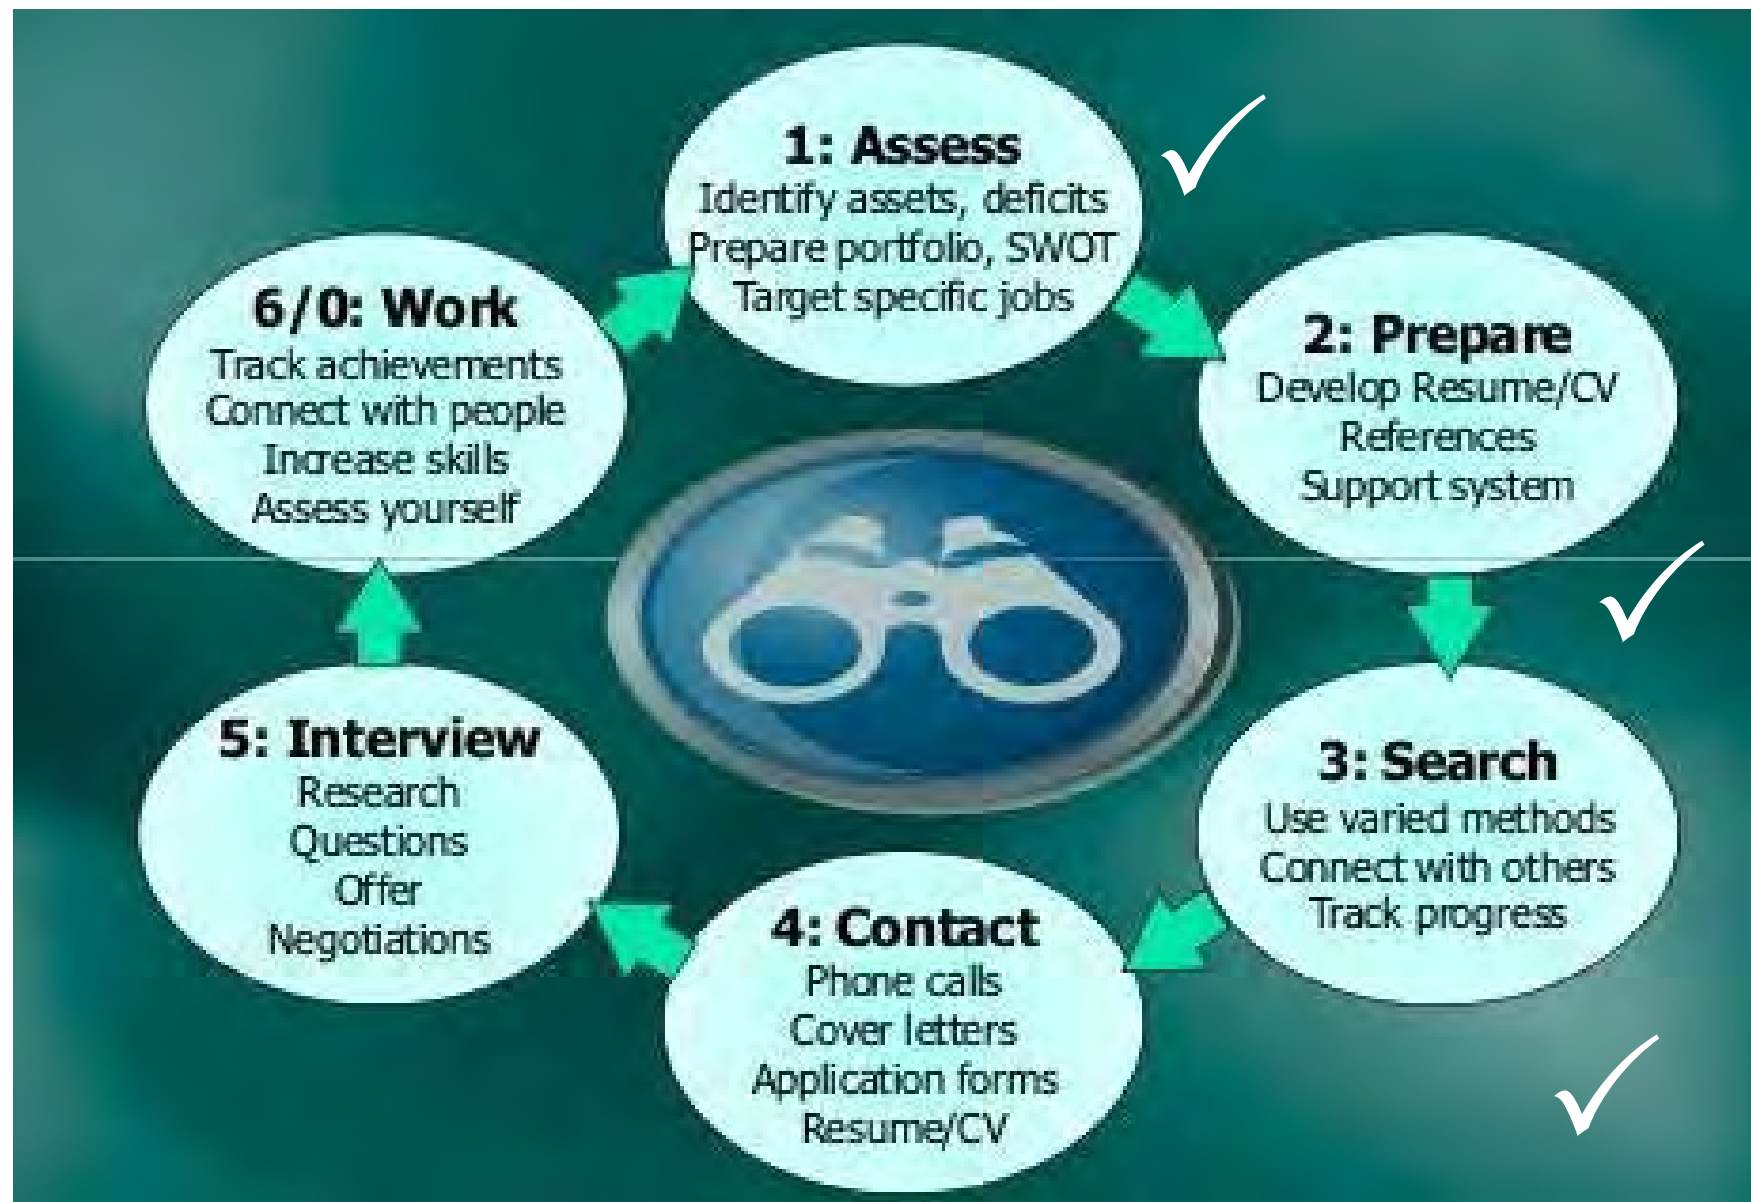 1: Assess
Identify assets, deficits
Prepare portfolio, SWOT
Target specific jobs
2: Prepare
Develop Resume/CV
References
Support system
3: Search
Use varied methods
Connect with others
Track progress
4: Contact
Phone calls
Cover letters
Application forms
Resume/CV
5: Interview
Research
Questions
Offer
Negotiations
6/0: Work
Track achievements
Connect with people
Increase skills
Assess yourself